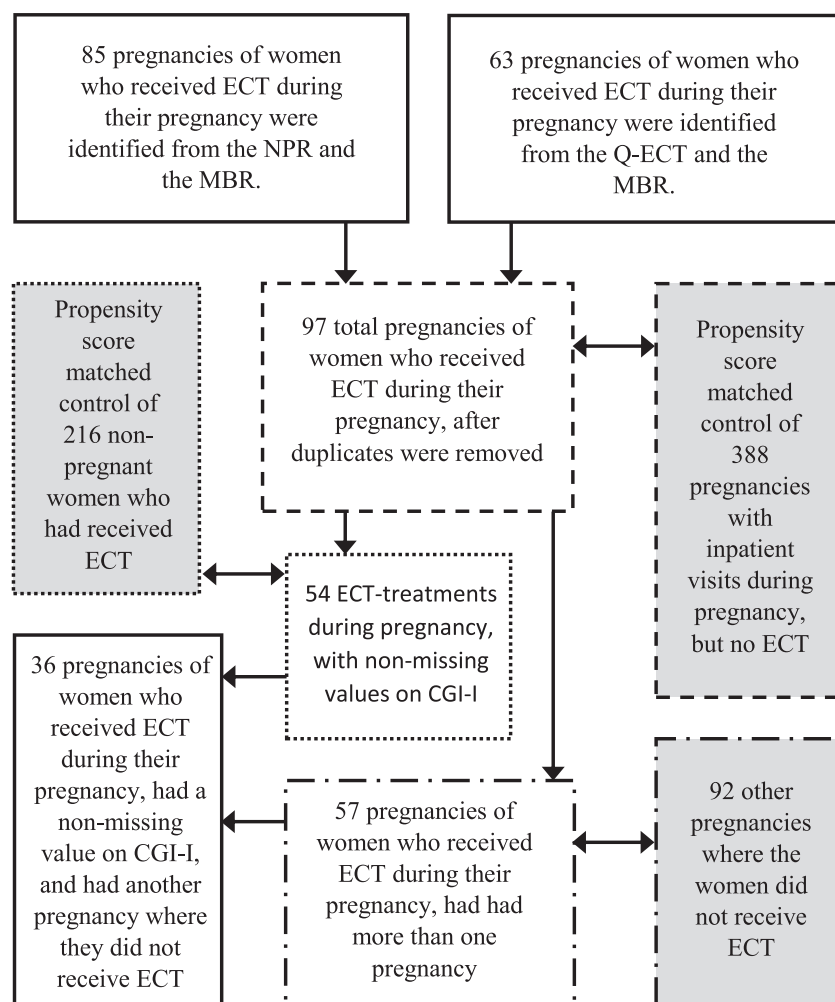 85 pregnancies of women
who received ECT during
their pregnancy were
identified from the NPR and
the MBR.
63 pregnancies of women who
received ECT during their
pregnancy were identified
from the Q-ECT and the
MBR.
Propensity
score
matched
control of
216 non-
pregnant
women who
had received
ECT
97 total pregnancies of
women who received
ECT during their
pregnancy, after
duplicates were removed
Propensity
score
matched
control of
388
pregnancies
with
inpatient
visits during
pregnancy,
but no ECT
54 ECT-treatments
during pregnancy,
with non-missing
values on CGI-I
36 pregnancies of
women who
received ECT
during their
pregnancy, had a
non-missing
value on CGI-I,
and had another
pregnancy where
they did not
receive ECT
57 pregnancies of
women who received
ECT during their
pregnancy, had had
more than one
pregnancy
92 other
pregnancies
where the
women did
not receive
ECT